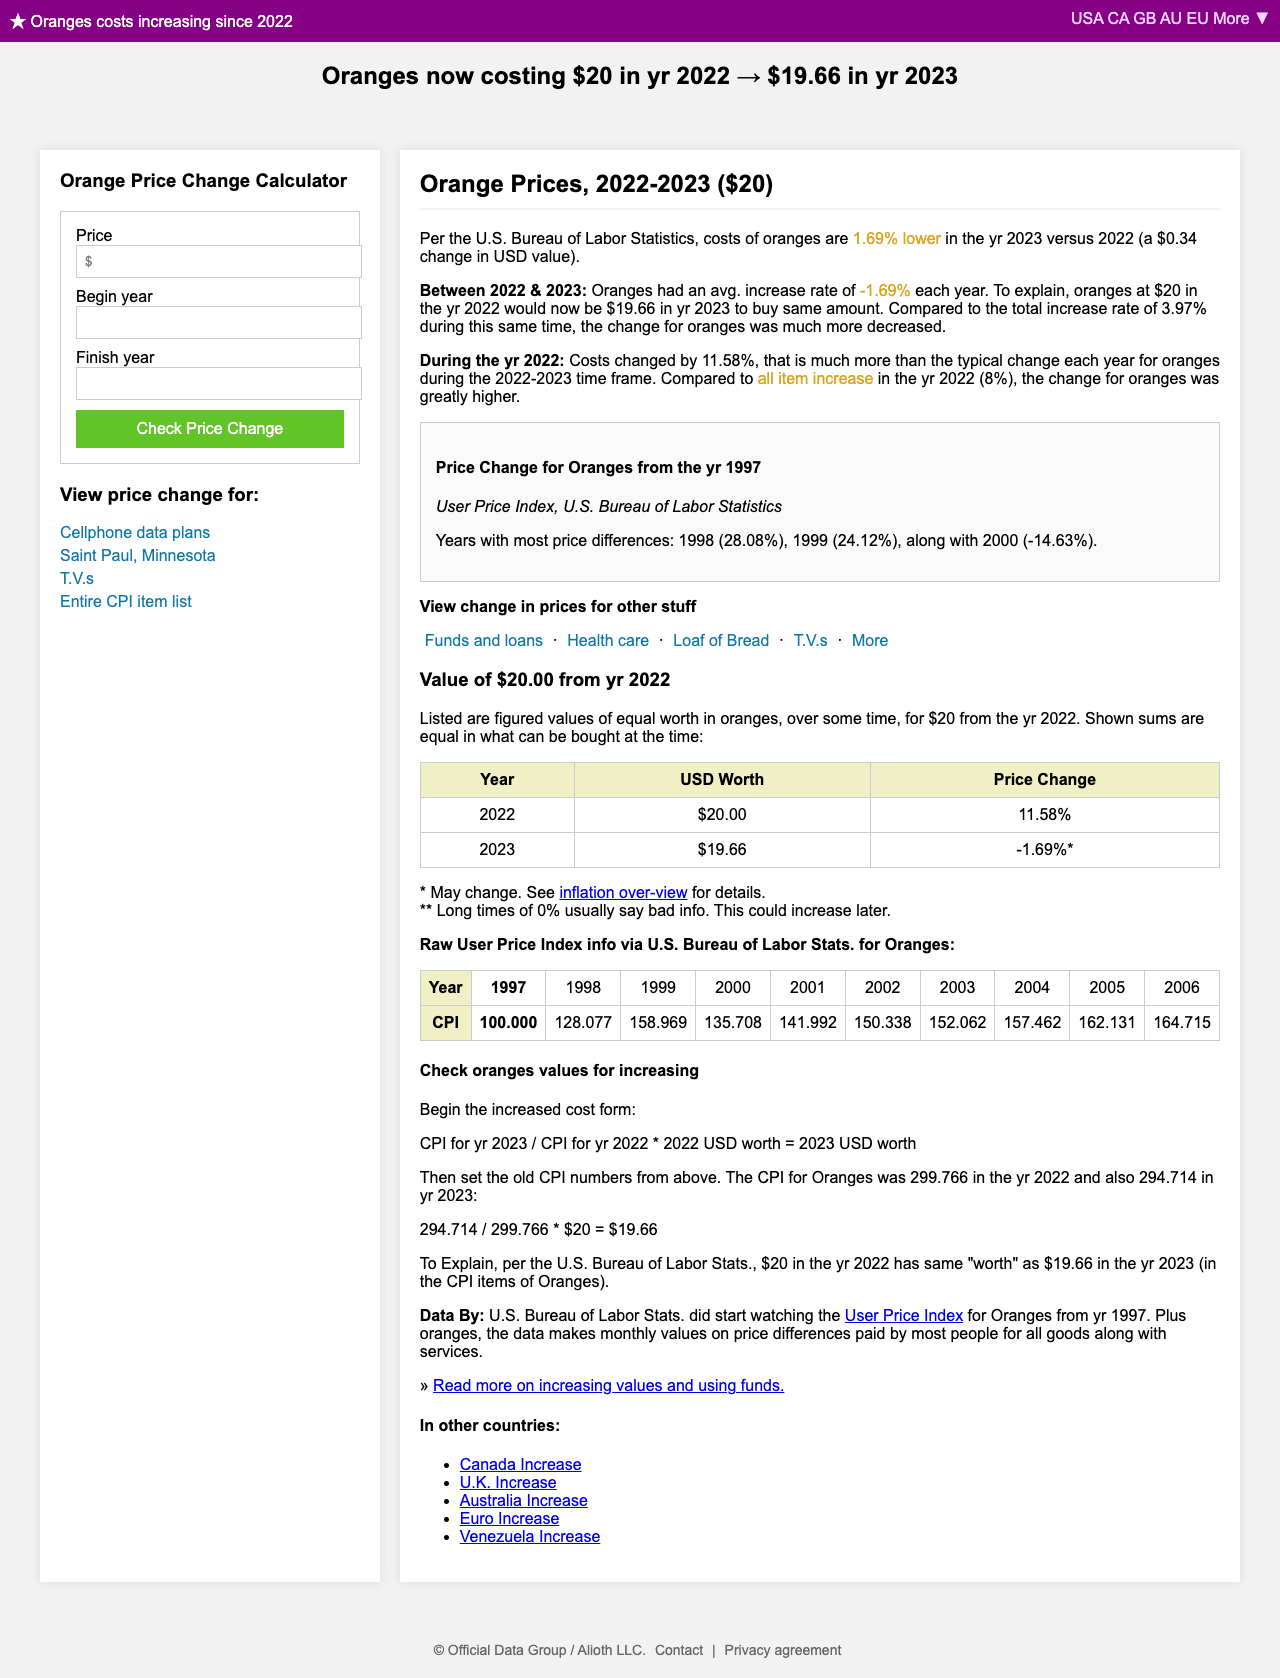 ★ Oranges costs increasing since 2022
USA CA GB AU EU More ▼
Oranges now costing $20 in yr 2022 → $19.66 in yr 2023
Orange Price Change Calculator
Price
$
Begin year
Finish year
Check Price Change
View price change for:
Cellphone data plans
Saint Paul, Minnesota
T.V.s
Entire CPI item list
Orange Prices, 2022-2023 ($20)
Per the U.S. Bureau of Labor Statistics, costs of oranges are 1.69% lower in the yr 2023 versus 2022 (a $0.34
change in USD value).
Between 2022 & 2023: Oranges had an avg. increase rate of -1.69% each year. To explain, oranges at $20 in
the yr 2022 would now be $19.66 in yr 2023 to buy same amount. Compared to the total increase rate of 3.97%
during this same time, the change for oranges was much more decreased.
During the yr 2022: Costs changed by 11.58%, that is much more than the typical change each year for oranges
during the 2022-2023 time frame. Compared to all item increase in the yr 2022 (8%), the change for oranges was
greatly higher.
Price Change for Oranges from the yr 1997
User Price Index, U.S. Bureau of Labor Statistics
Years with most price differences: 1998 (28.08%), 1999 (24.12%), along with 2000 (-14.63%).
View change in prices for other stuff
Funds and loans · Health care · Loaf of Bread · T.V.s · More
Value of $20.00 from yr 2022
Listed are figured values of equal worth in oranges, over some time, for $20 from the yr 2022. Shown sums are
equal in what can be bought at the time:
Year USD Worth Price Change
2022 $20.00 11.58%
2023 $19.66 -1.69%*
* May change. See inflation over-view for details.
** Long times of 0% usually say bad info. This could increase later.
Raw User Price Index info via U.S. Bureau of Labor Stats. for Oranges:
Year 1997 1998 1999 2000 2001 2002 2003 2004 2005 2006
CPI 100.000 128.077 158.969 135.708 141.992 150.338 152.062 157.462 162.131 164.715
Check oranges values for increasing
Begin the increased cost form:
CPI for yr 2023 / CPI for yr 2022 * 2022 USD worth = 2023 USD worth
Then set the old CPI numbers from above. The CPI for Oranges was 299.766 in the yr 2022 and also 294.714 in
yr 2023:
294.714 / 299.766 * $20 = $19.66
To Explain, per the U.S. Bureau of Labor Stats., $20 in the yr 2022 has same "worth" as $19.66 in the yr 2023 (in
the CPI items of Oranges).
Data By: U.S. Bureau of Labor Stats. did start watching the User Price Index for Oranges from yr 1997. Plus
oranges, the data makes monthly values on price differences paid by most people for all goods along with
services.
» Read more on increasing values and using funds.
In other countries:
• Canada Increase
• U.K. Increase
• Australia Increase
• Euro Increase
• Venezuela Increase
© Official Data Group / Alioth LLC. Contact | Privacy agreement